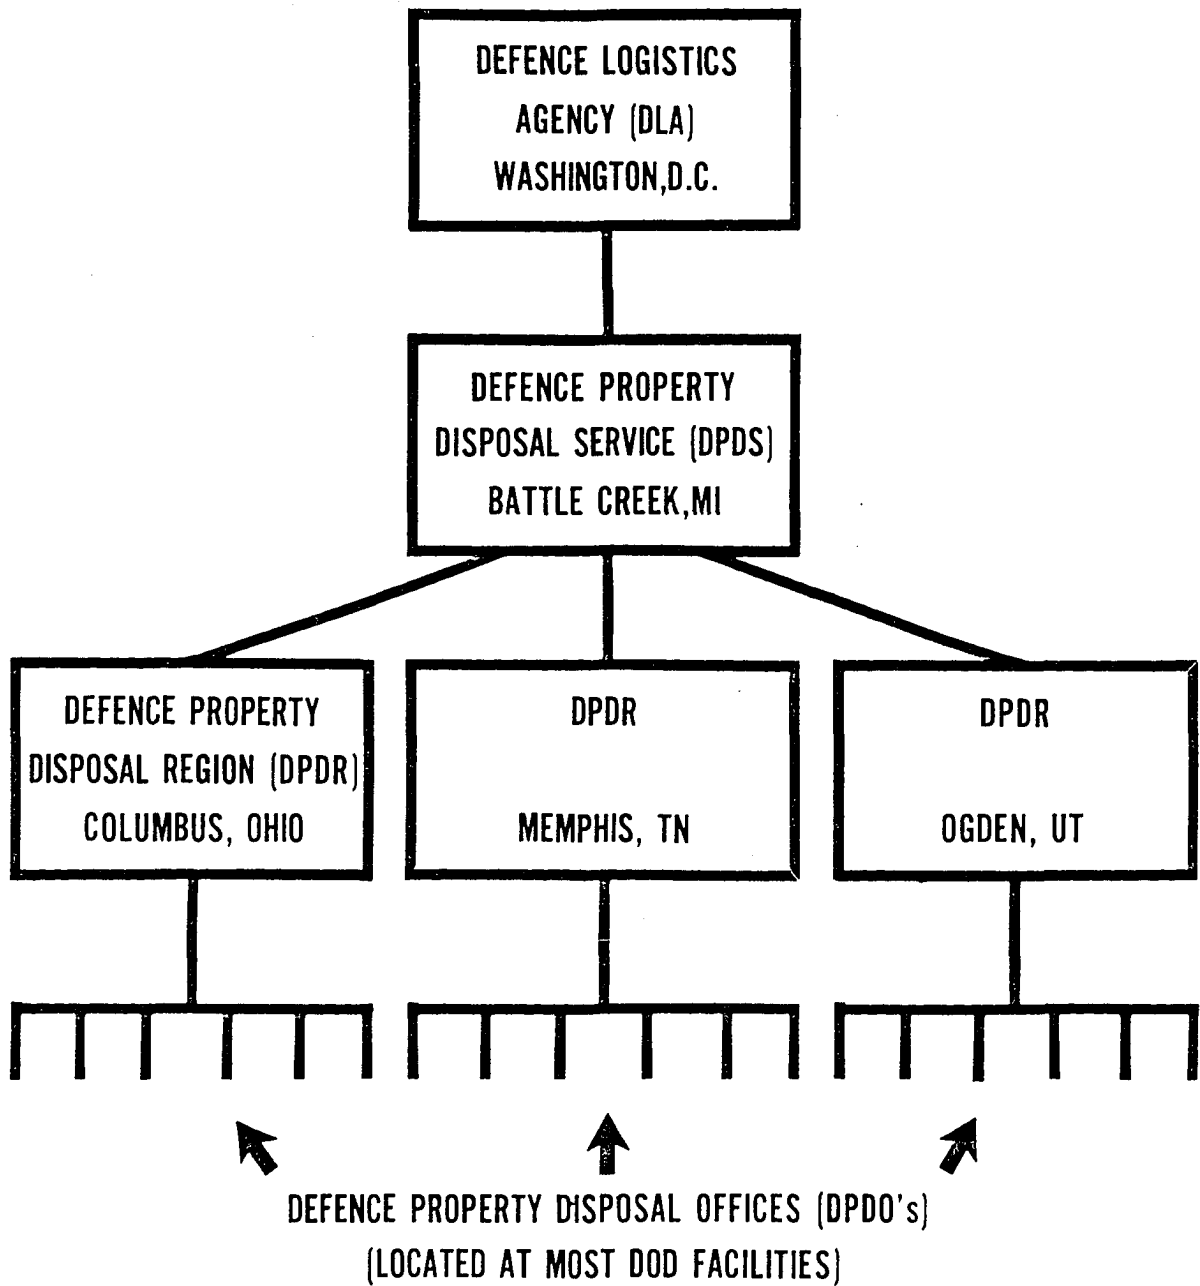 DEFENCE LOGISTICS
AGENCY (DLA)
WASHINGTON,D.C.
DEFENCE PROPERTY
DISPOSAL SERVICE (DPDS)
BATTLE CREEK,MI
DEFENCE PROPERTY
DISPOSAL REGION (DPDR)
COLUMBUS, OHIO
DPDR
MEMPHIS, TN
DPDR
OGDEN, UT
DEFENCE PROPERTY DISPOSAL OFFICES (DPDO's)
(LOCATED AT MOST DOD FACILITIES)